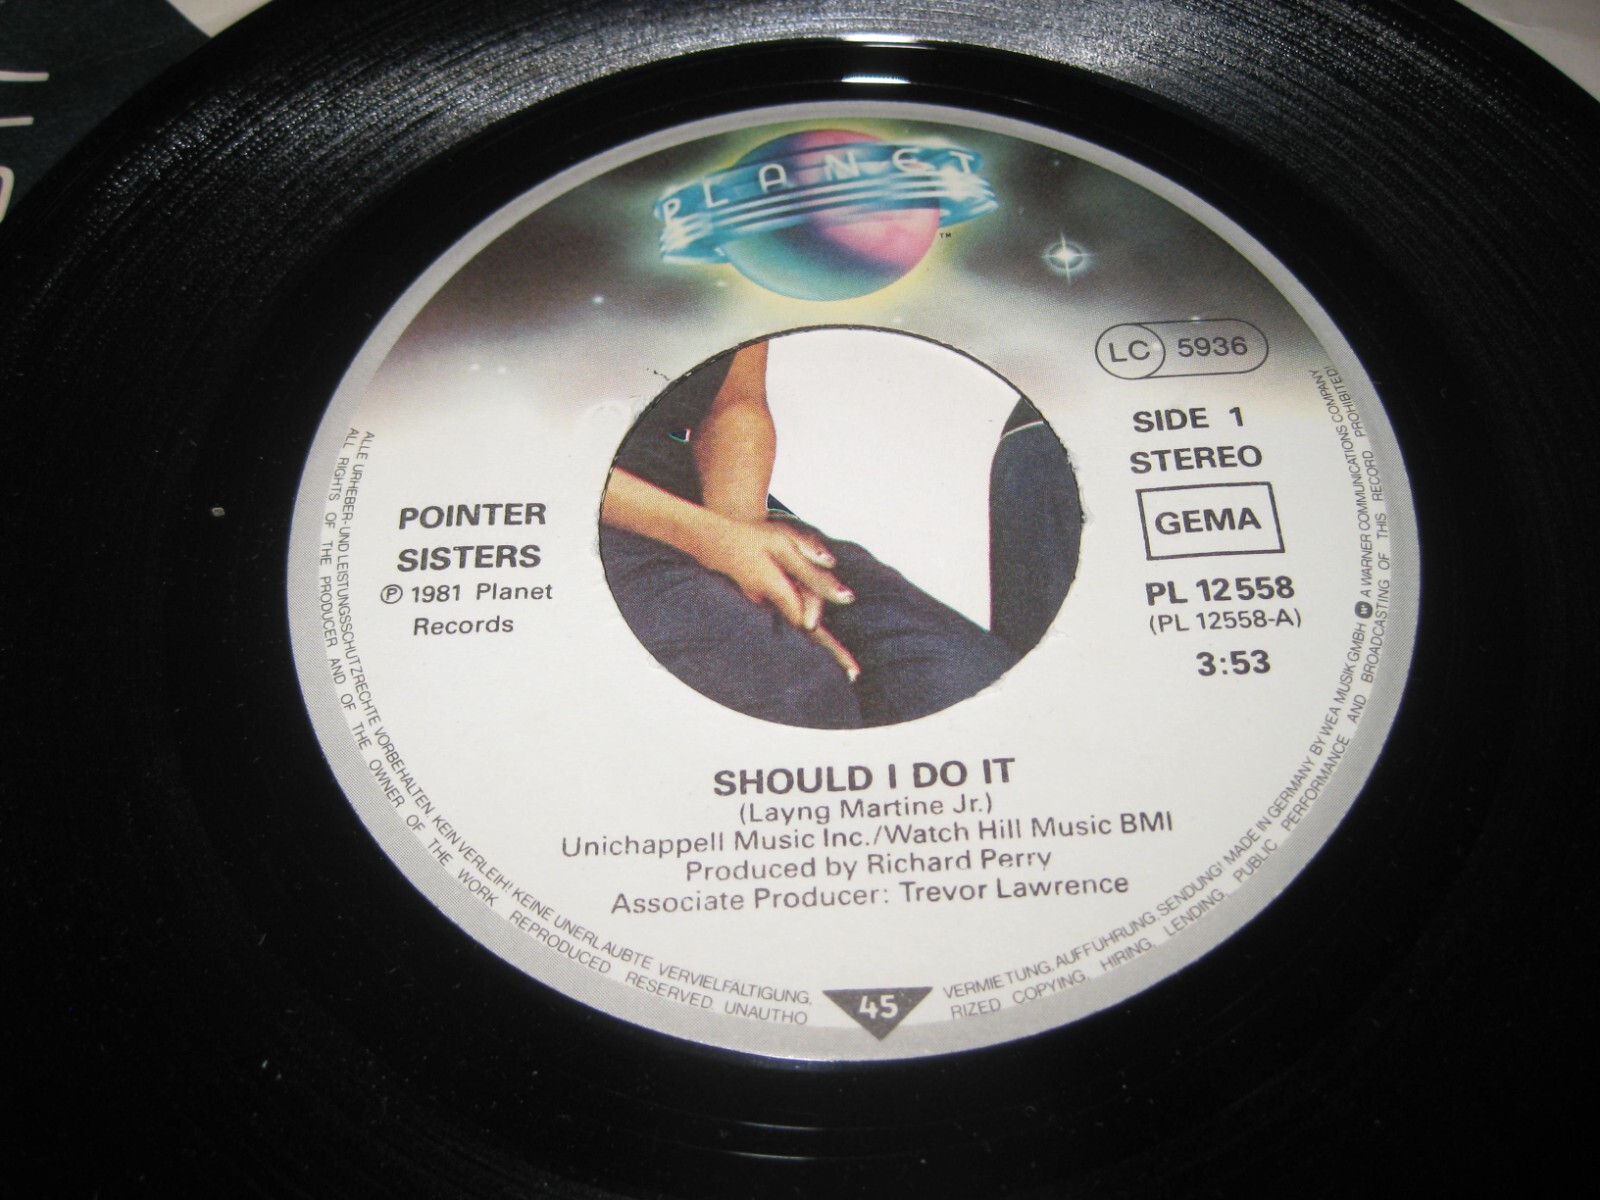 PLANET
TM
LC 5936
SIDE 1
STEREO
GEMA
PL 12558
(PL 12558-A)
3:53
POINTER
SISTERS
℗ 1981 Planet
Records
SHOULD I DO IT
(Layng Martine Jr.)
Unichappell Music Inc./Watch Hill Music BMI
Produced by Richard Perry
Associate Producer: Trevor Lawrence
45
ALLE URHEBER- UND LEISTUNGSSCHUTZRECHTE VORBEHALTEN. KEIN VERLEIH! KEINE UNERLAUBTE VERVIELFÄLTIGUNG,
VERMIETUNG, AUFFÜHRUNG, SENDUNG! MADE IN GERMANY BY WEA MUSIK GMBH A WARNER COMMUNICATIONS COMPANY
ALL RIGHTS OF THE PRODUCER AND OF THE OWNER OF THE WORK REPRODUCED RESERVED. UNAUTHO
RIZED COPYING, HIRING, LENDING, PUBLIC PERFORMANCE AND BROADCASTING OF THIS RECORD PROHIBITED!